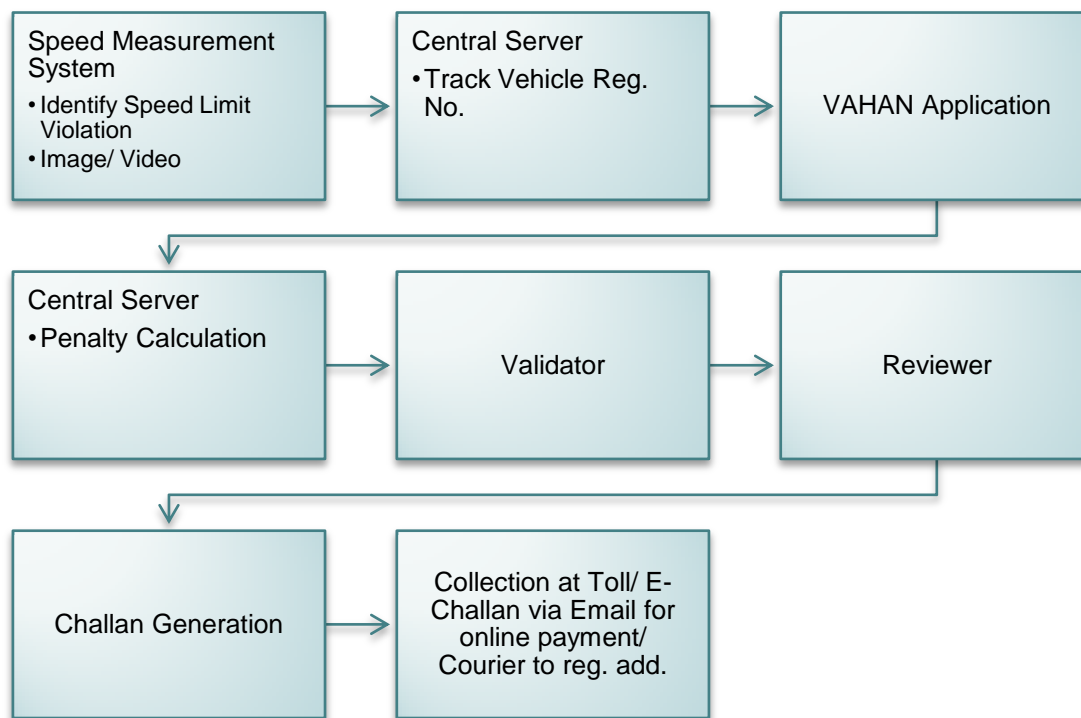 Speed Measurement
System
• Identify Speed Limit
Violation
• Image/ Video
Central Server
• Track Vehicle Reg.
No.
VAHAN Application
Central Server
• Penalty Calculation
Validator
Reviewer
Challan Generation
Collection at Toll/ E-
Challan via Email for
online payment/
Courier to reg. add.